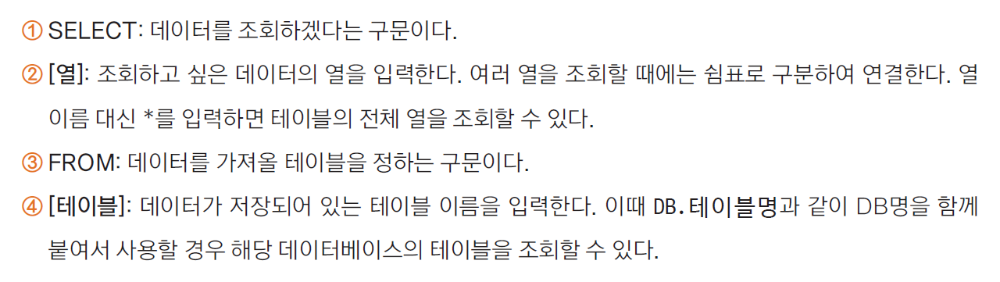 ① SELECT: 데이터를 조회하겠다는 구문이다.
② [열]: 조회하고 싶은 데이터의 열을 입력한다. 여러 열을 조회할 때에는 쉼표로 구분하여 연결한다. 열
이름 대신 *를 입력하면 테이블의 전체 열을 조회할 수 있다.
③ FROM: 데이터를 가져올 테이블을 정하는 구문이다.
④ [테이블]: 데이터가 저장되어 있는 테이블 이름을 입력한다. 이때 DB.테이블명과 같이 DB명을 함께
붙여서 사용할 경우 해당 데이터베이스의 테이블을 조회할 수 있다.